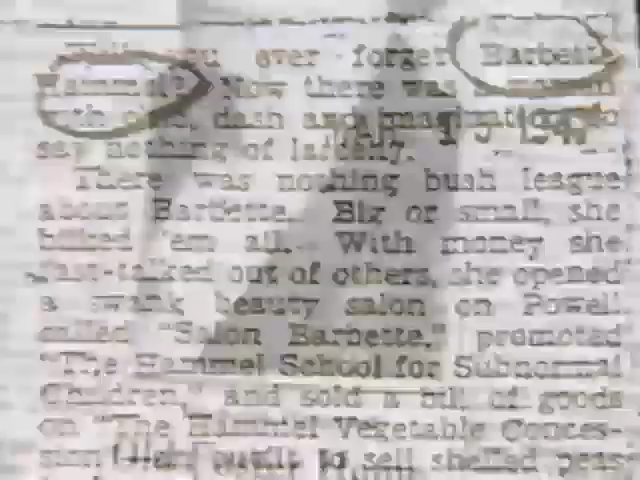 you ever forget Barbette
Hammel? Now there was a
with dash and imagination to
say nothing of larceny.
There was nothing bush league
about Barbette. Big or small, she
bilked 'em all. With money she
fast-talked out of others, she opened
a swank beauty salon on Powell
called "Salon Barbette," promoted
"The Hammel School for Subnormal
Children," and sold a bill of goods
on "The Hammel Vegetable Conces-
to sell shelled peas